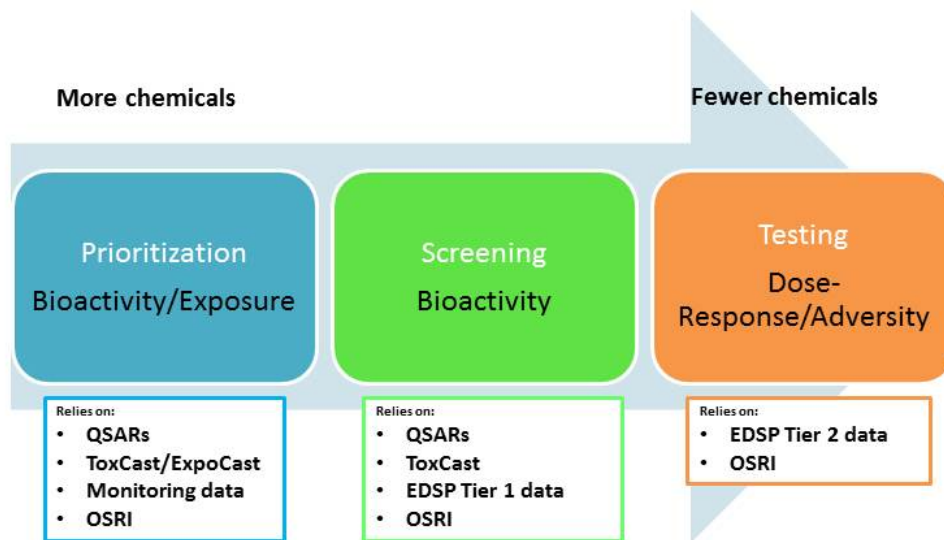 More chemicals
Fewer chemicals
Prioritization
Bioactivity/Exposure
Screening
Bioactivity
Testing
Dose-
Response/Adversity
Relies on:
• QSARs
• ToxCast/ExpoCast
• Monitoring data
• OSRI
Relies on:
• QSARs
• ToxCast
• EDSP Tier 1 data
• OSRI
Relies on:
• EDSP Tier 2 data
• OSRI